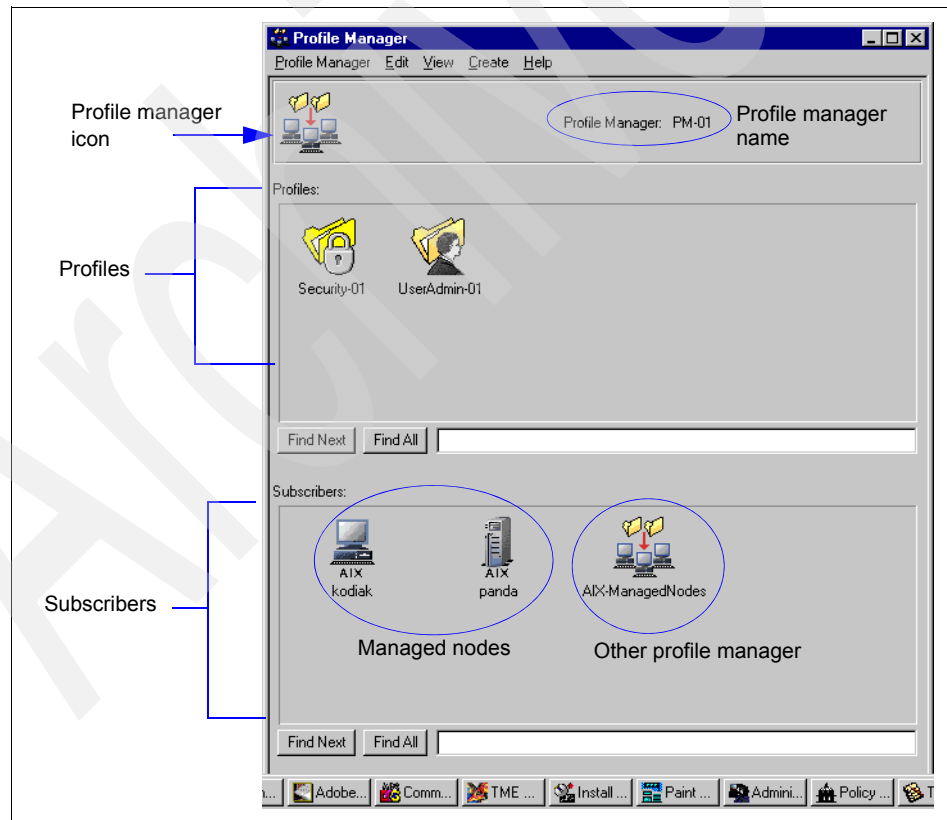 Profile Manager
Profile Manager Edit View Create Help
Profile manager
icon
Profile Manager: PM-01
Profile manager
name
Profiles:
Profiles
Security-01 UserAdmin-01
Find Next Find All
Subscribers:
Subscribers
AIX AIX
kodiak panda AIX-ManagedNodes
Managed nodes Other profile manager
Find Next Find All
Adobe... Comm... TME ... Install ... Paint ... Admini... Policy ...